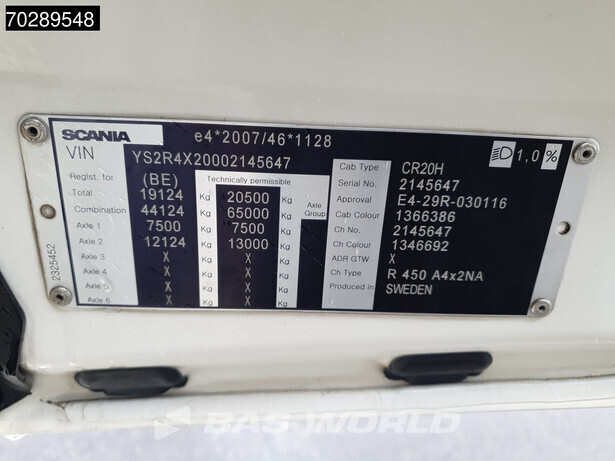 70289548
SCANIA e4*2007/46*1128
VIN YS2R4X20002145647
1,0%
Regist. for (BE) Technically permissible
Total 19124 Kg 20500 Kg
Combination 44124 Kg 65000 Kg
Axle 1 7500 Kg 7500 Kg
Axle 2 12124 Kg 13000 Kg
Axle 3 X Kg X Kg
Axle 4 X Kg X Kg
Axle 5 X Kg X Kg
Axle 6 X Kg X Kg
Axle Group
Cab Type CR20H
Serial No. 2145647
Approval E4-29R-030116
Cab Colour 1366386
Ch No. 2145647
Ch Colour 1346692
ADR GTW X
Ch Type R 450 A4x2NA
Produced in SWEDEN
2325452
BAS WORLD